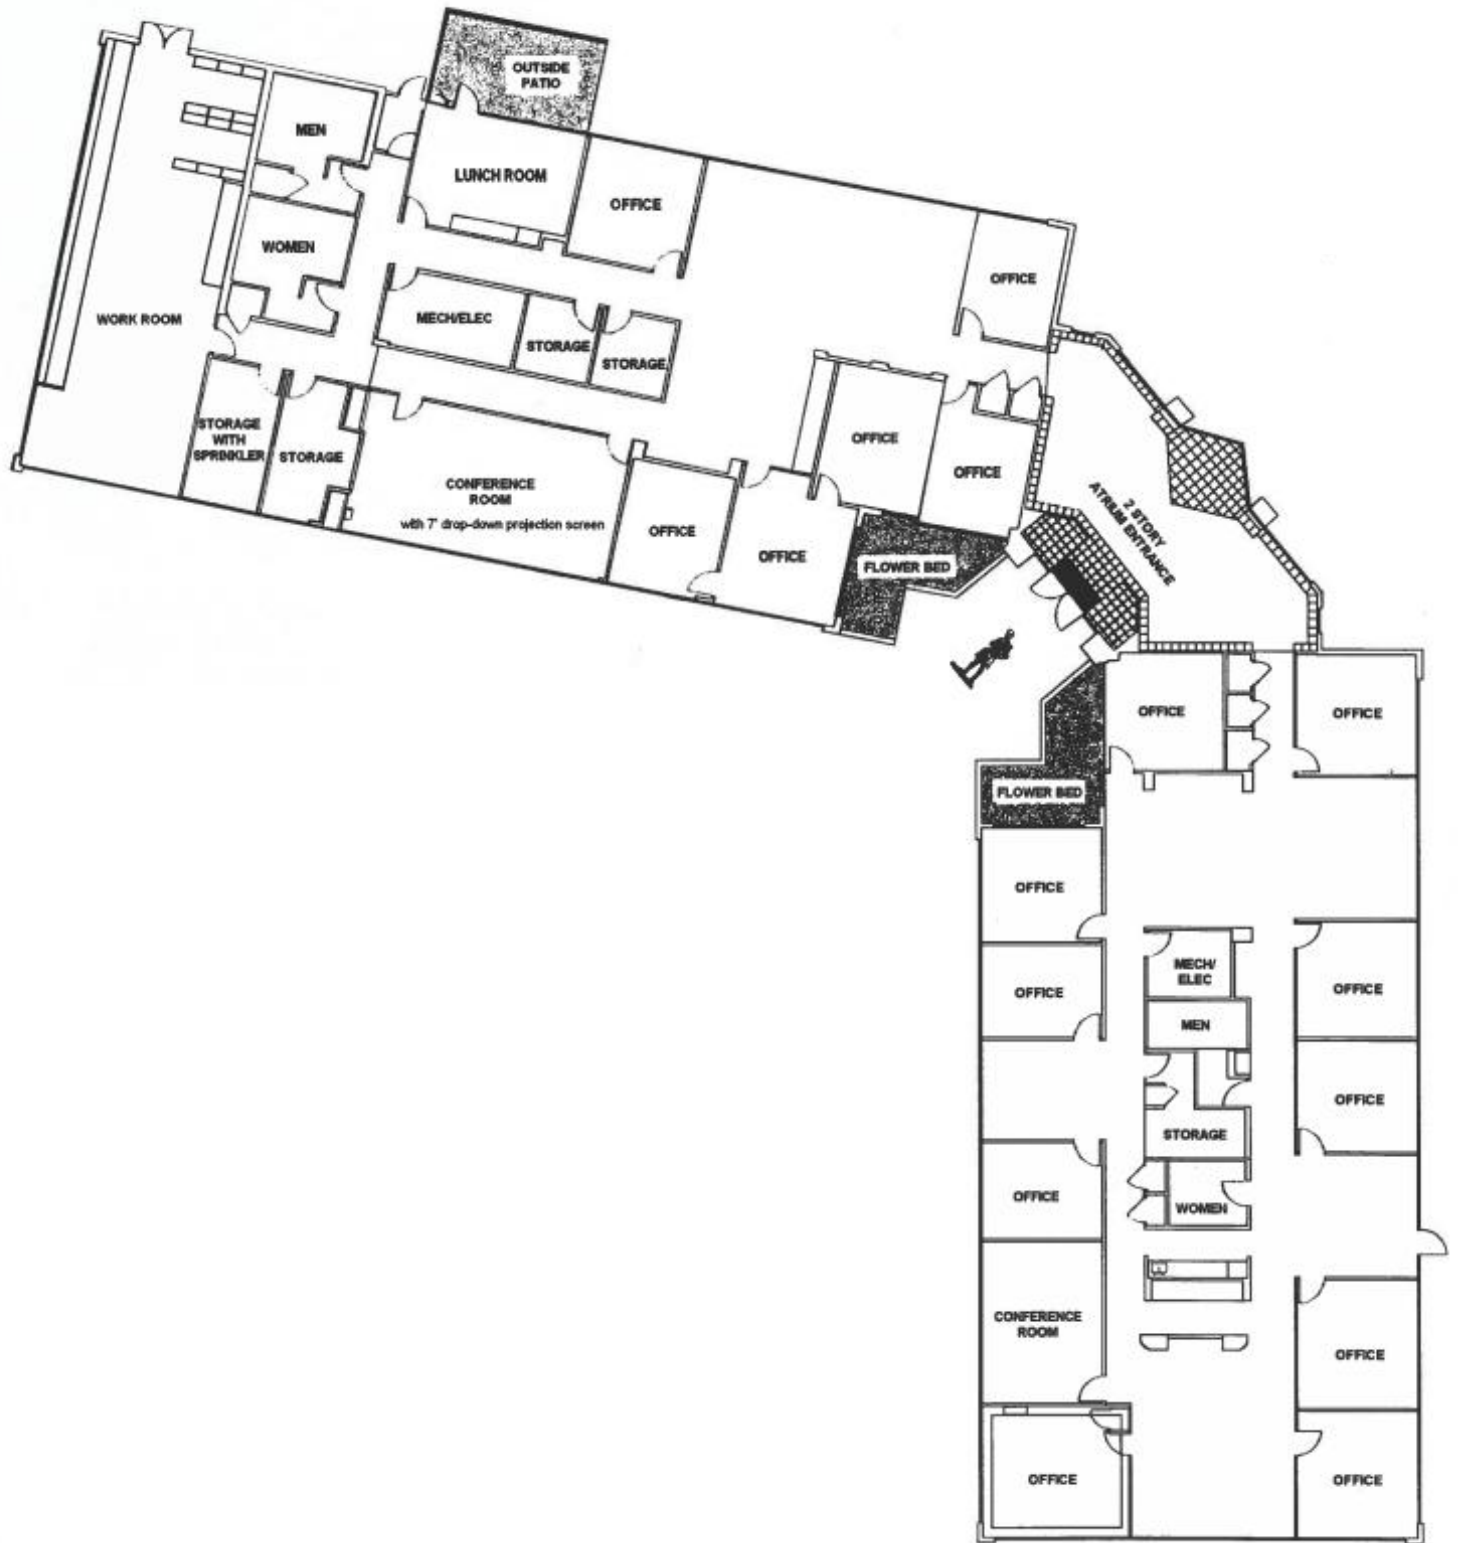 OUTSIDE
PATIO
MEN
LUNCH ROOM
OFFICE
WOMEN
OFFICE
WORK ROOM
MECH/ELEC
STORAGE
STORAGE
STORAGE
WITH
SPRINKLER
STORAGE
CONFERENCE
ROOM
with 7' drop-down projection screen
OFFICE
OFFICE
OFFICE
OFFICE
2 STORY
ATRIUM ENTRANCE
FLOWER BED
OFFICE
OFFICE
FLOWER BED
OFFICE
MECH/
ELEC
OFFICE
OFFICE
MEN
OFFICE
STORAGE
OFFICE
WOMEN
CONFERENCE
ROOM
OFFICE
OFFICE
OFFICE